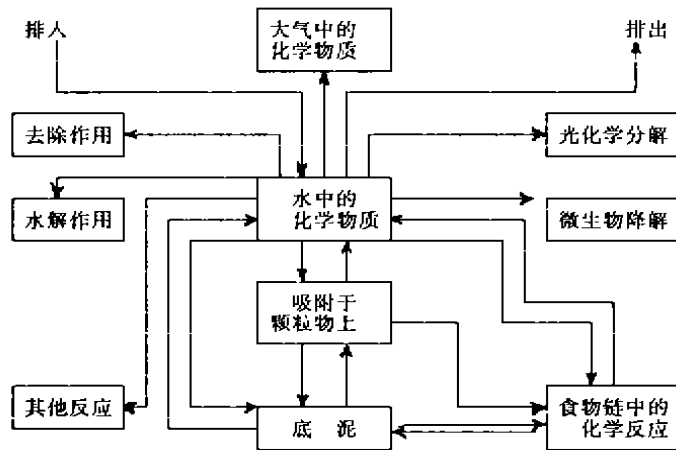 排入
大气中的
化学物质
排出
去除作用
光化学分解
水中的
化学物质
水解作用
微生物降解
吸附于
颗粒物上
其他反应
底 泥
食物链中的
化学反应